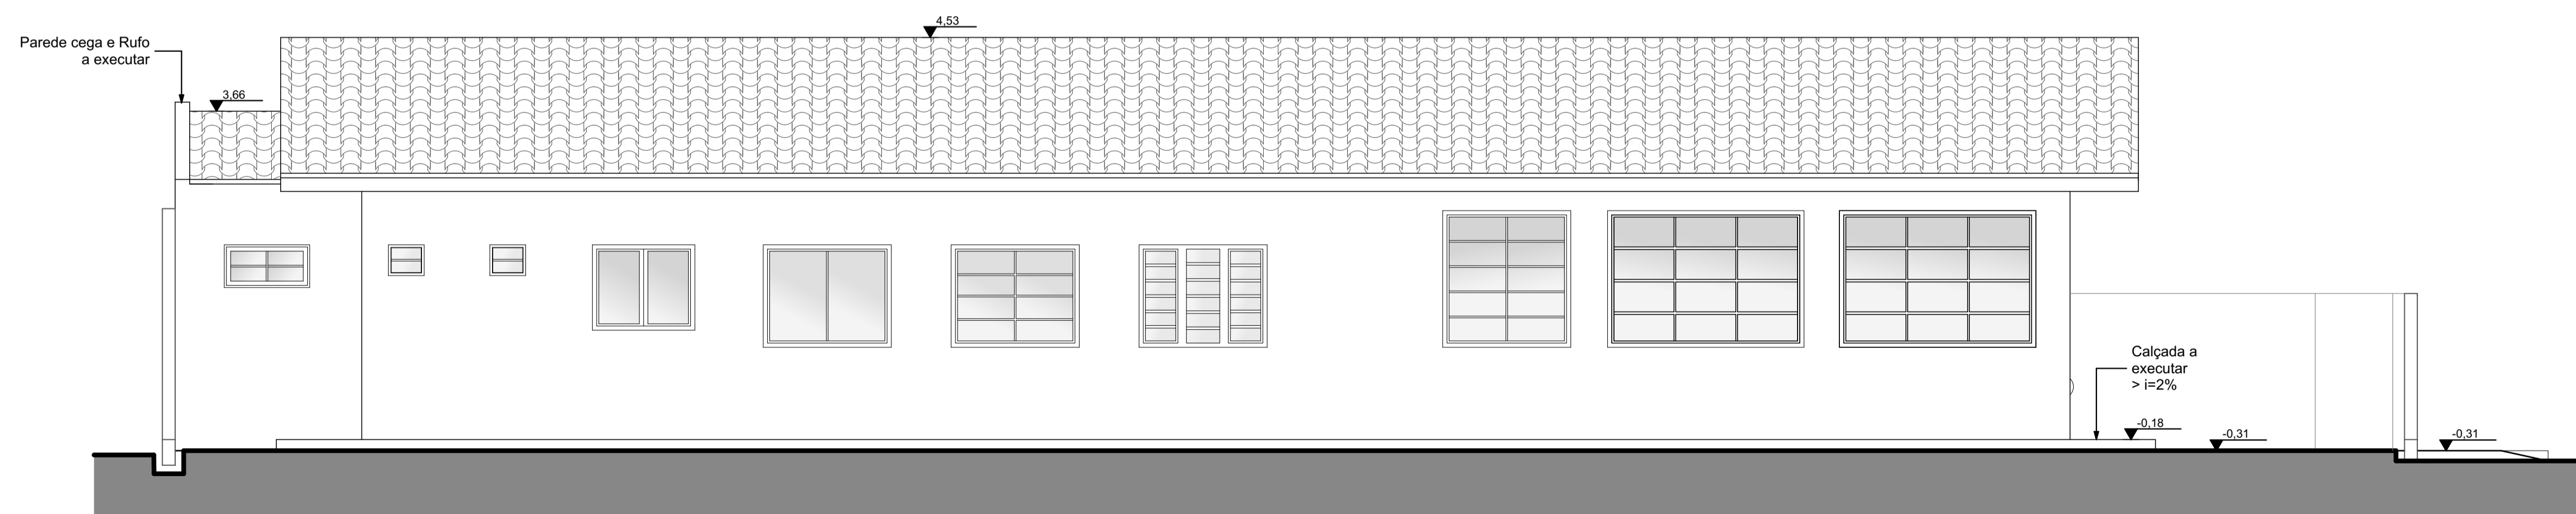 4,53
Parede cega e Rufo
a executar
3,66
Calçada a
executar
> i=2%
-0,18
-0,31
-0,31